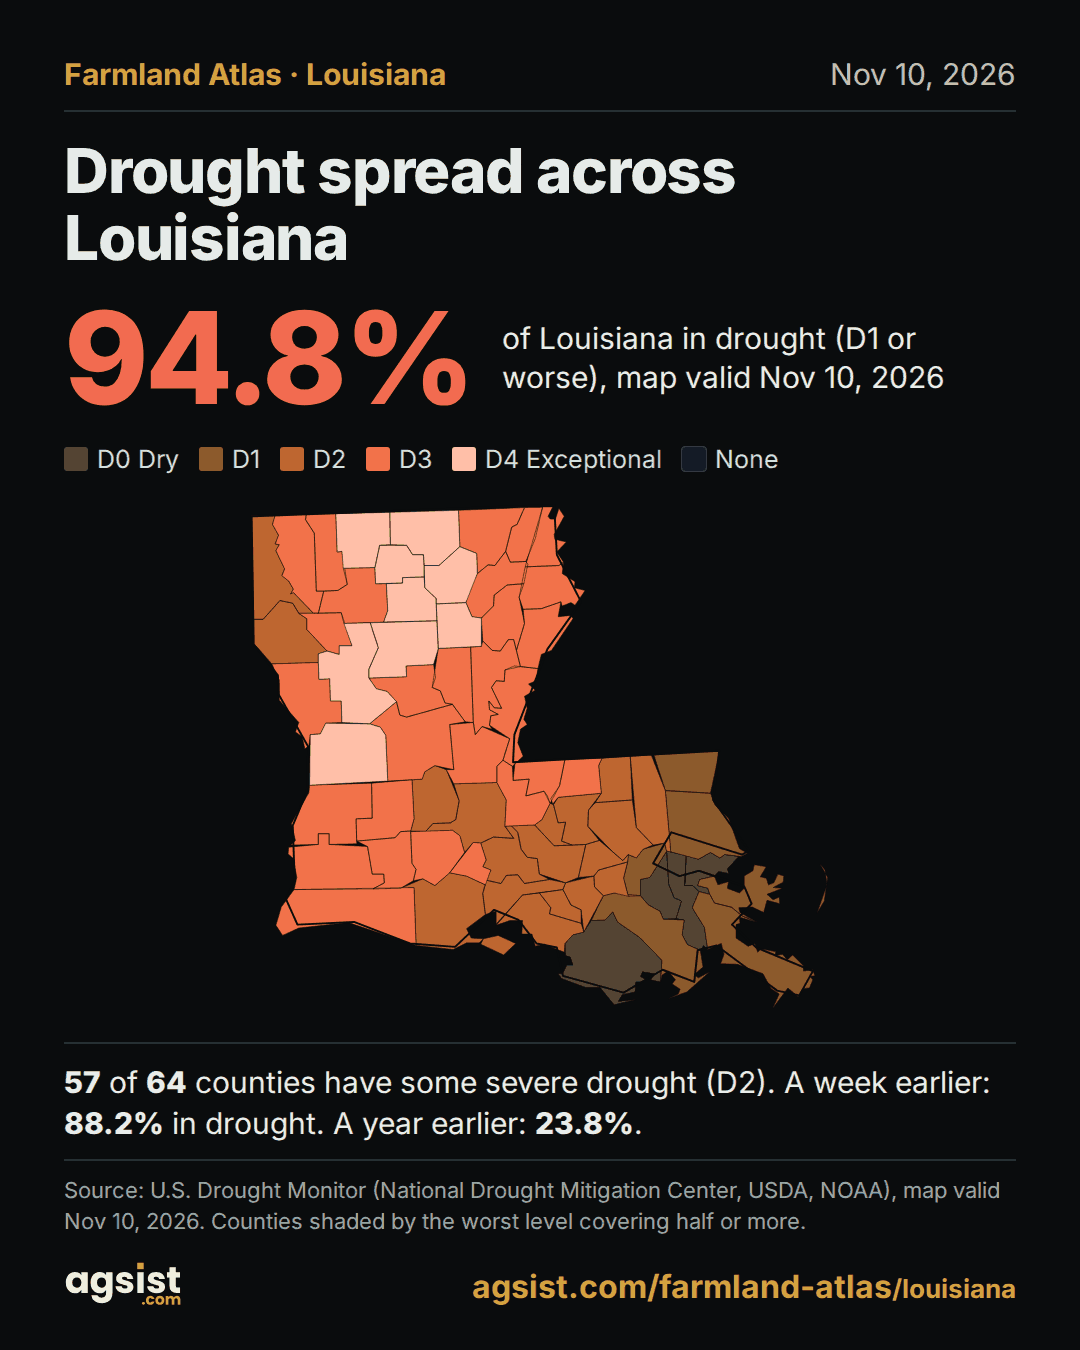 Farmland Atlas · Louisiana
Nov 10, 2026
Drought spread across
Louisiana
94.8%
of Louisiana in drought (D1 or
worse), map valid Nov 10, 2026
D0 Dry D1 D2 D3 D4 Exceptional None
57 of 64 counties have some severe drought (D2). A week earlier:
88.2% in drought. A year earlier: 23.8%.
Source: U.S. Drought Monitor (National Drought Mitigation Center, USDA, NOAA), map valid
Nov 10, 2026. Counties shaded by the worst level covering half or more.
agsist
.com
agsist.com/farmland-atlas/louisiana